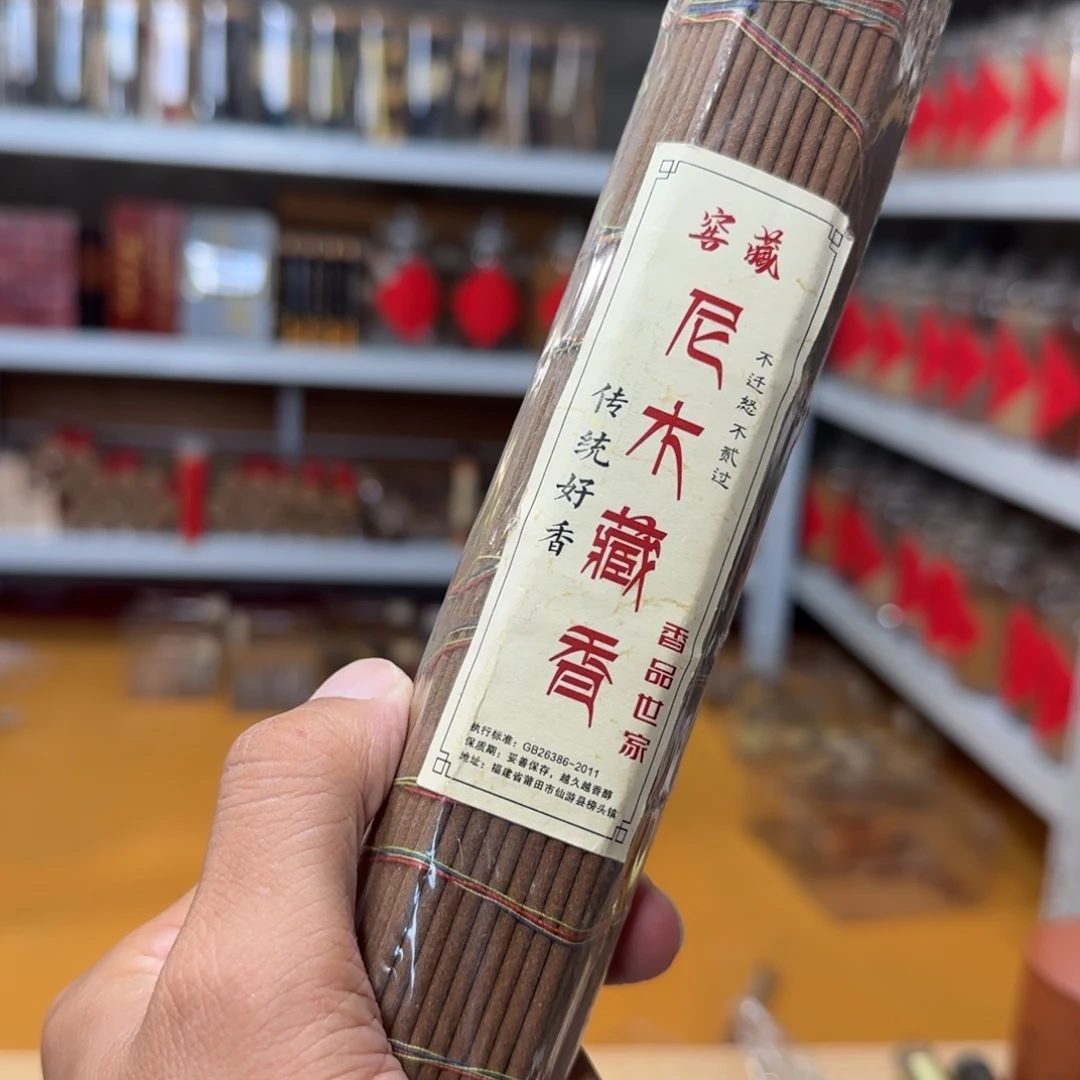 窖藏
尼木藏香
不迁怒不贰过
传统好香
香品世家
执行标准：GB26386-2011
保质期：妥善保存，越久越香醇
地址：福建省莆田市仙游县榜头镇